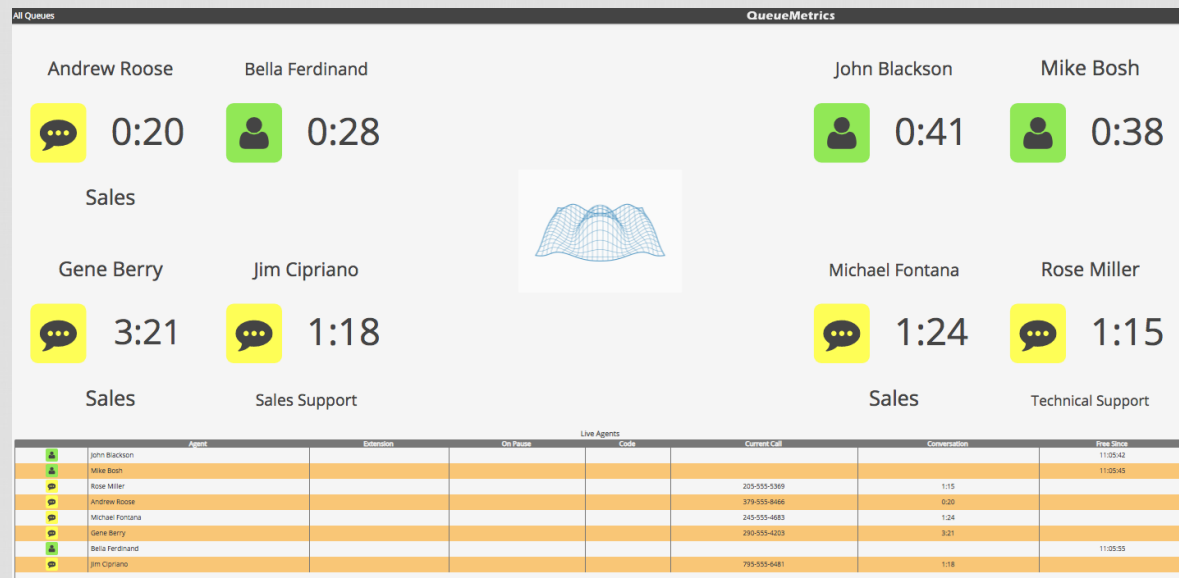 All Queues QueueMetrics
Andrew Roose Bella Ferdinand John Blackson Mike Bosh
0:20 0:28 0:41 0:38
Sales
Gene Berry Jim Cipriano Michael Fontana Rose Miller
3:21 1:18 1:24 1:15
Sales Sales Support Sales Technical Support
Live Agents
Agent Extension On Pause Code Current Call Conversation Free Since
John Blackson 11:05:42
Mike Bosh 11:05:45
Rose Miller 205-555-5369 1:15
Andrew Roose 379-555-8466 0:20
Michael Fontana 245-555-4683 1:24
Gene Berry 290-555-4203 3:21
Bella Ferdinand 11:05:55
Jim Cipriano 795-555-6481 1:18